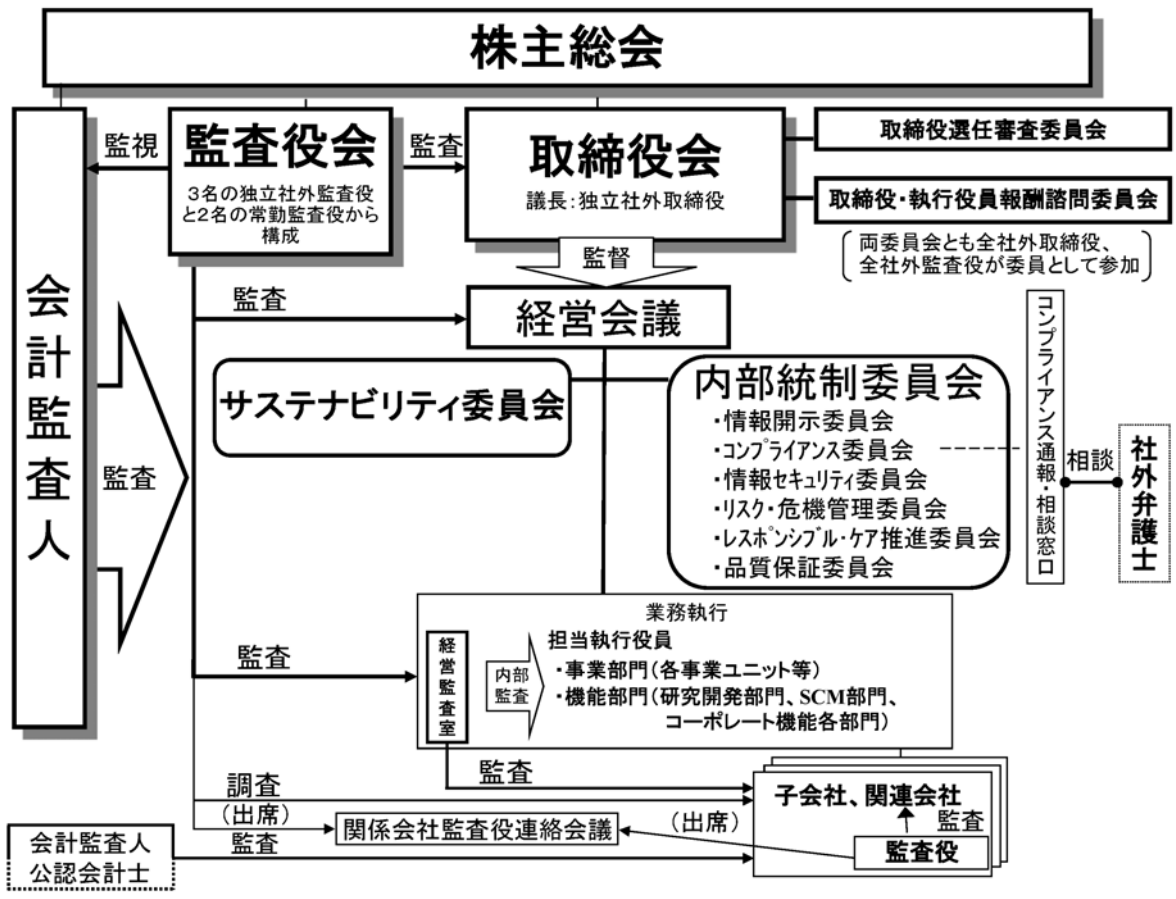 株主総会
監視
監査役会
3名の独立社外監査役
と2名の常勤監査役から
構成
監査
取締役会
議長:独立社外取締役
取締役選任審査委員会
取締役・執行役員報酬諮問委員会
両委員会とも全社外取締役、
全社外監査役が委員として参加
監督
会計監査人
監査
監査
経営会議
サステナビリティ委員会
内部統制委員会
・情報開示委員会
・コンプライアンス委員会
・情報セキュリティ委員会
・リスク・危機管理委員会
・レスポンシブル・ケア推進委員会
・品質保証委員会
コンプライアンス通報・相談窓口
相談
社外弁護士
業務執行
監査
経営監査室
内部
監査
担当執行役員
・事業部門(各事業ユニット等)
・機能部門(研究開発部門、SCM部門、
コーポレート機能各部門)
監査
調査
(出席)
関係会社監査役連絡会議
(出席)
子会社、関連会社
監査
監査役
会計監査人
公認会計士
監査